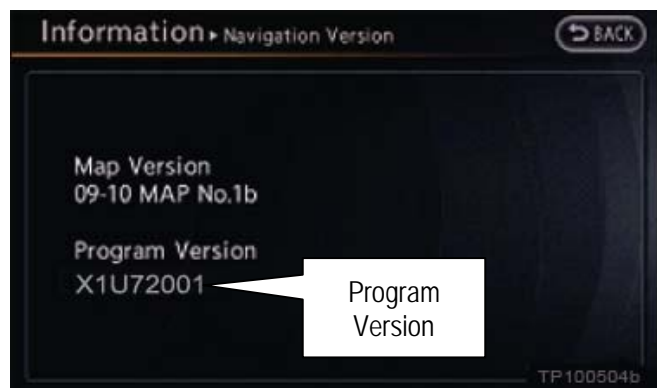 Information ▸ Navigation Version
BACK
Map Version
09-10 MAP No.1b
Program Version
X1U72001
Program
Version
TP100504b